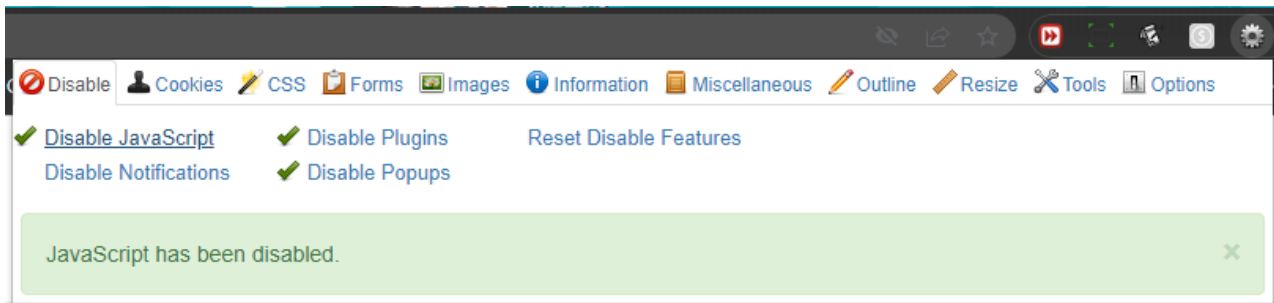 Disable Cookies CSS Forms Images Information Miscellaneous Outline Resize Tools Options
Disable JavaScript Disable Plugins Reset Disable Features
Disable Notifications Disable Popups
JavaScript has been disabled. ×